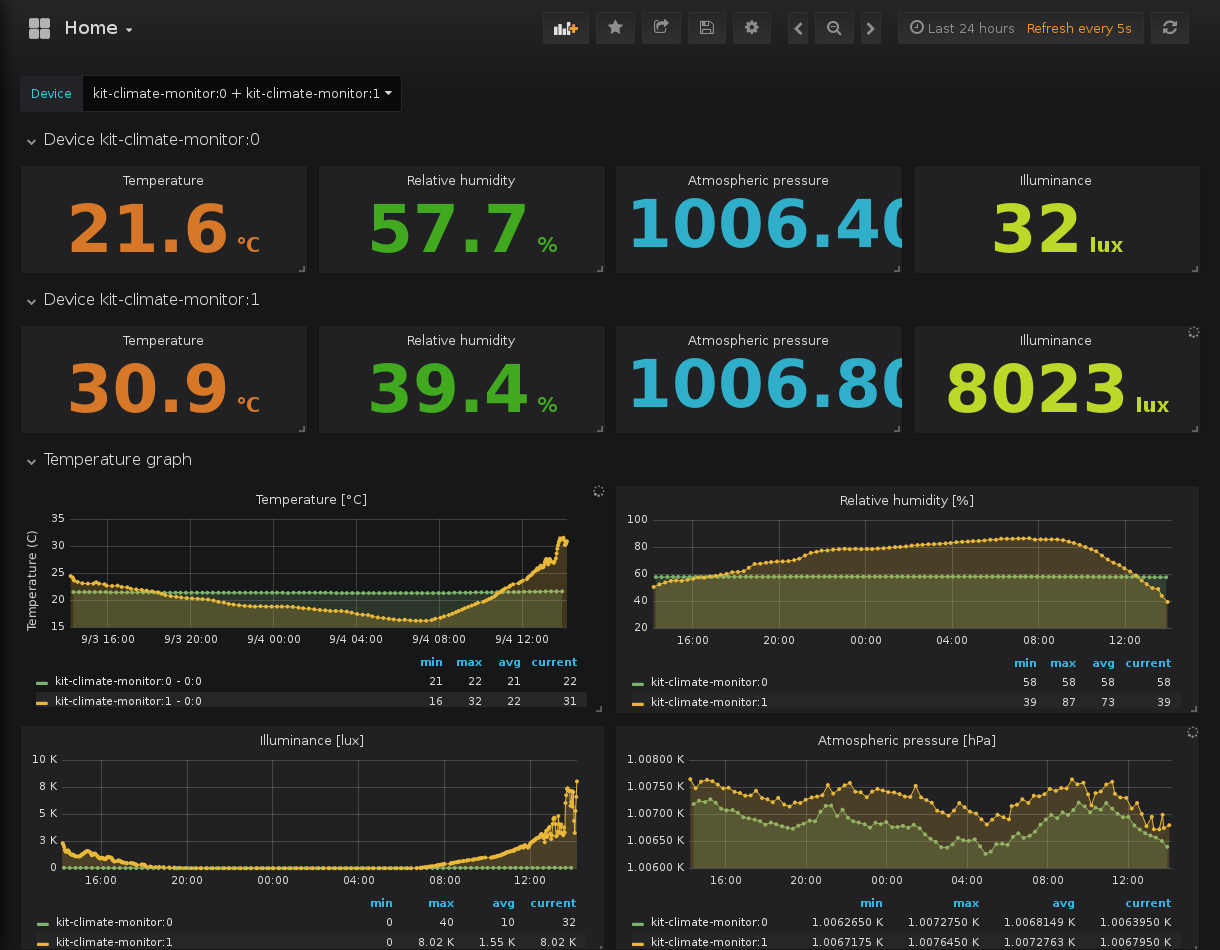 Home
Last 24 hours Refresh every 5s
Device kit-climate-monitor:0 + kit-climate-monitor:1
Device kit-climate-monitor:0
Temperature Relative humidity Atmospheric pressure Illuminance
21.6 °C 57.7 % 1006.40 32 lux
Device kit-climate-monitor:1
Temperature Relative humidity Atmospheric pressure Illuminance
30.9 °C 39.4 % 1006.80 8023 lux
Temperature graph
Temperature [°C]
Temperature (C)
35
30
25
20
15
9/3 16:00 9/3 20:00 9/4 00:00 9/4 04:00 9/4 08:00 9/4 12:00
min max avg current
kit-climate-monitor:0 - 0:0 21 22 21 22
kit-climate-monitor:1 - 0:0 16 32 22 31
Relative humidity [%]
100
80
60
40
20
16:00 20:00 00:00 04:00 08:00 12:00
min max avg current
kit-climate-monitor:0 58 58 58 58
kit-climate-monitor:1 39 87 73 39
Illuminance [lux]
10 K
8 K
5 K
3 K
0
16:00 20:00 00:00 04:00 08:00 12:00
min max avg current
kit-climate-monitor:0 0 40 10 32
kit-climate-monitor:1 0 8.02 K 1.55 K 8.02 K
Atmospheric pressure [hPa]
1.00800 K
1.00750 K
1.00700 K
1.00650 K
1.00600 K
16:00 20:00 00:00 04:00 08:00 12:00
min max avg current
kit-climate-monitor:0 1.0062650 K 1.0072750 K 1.0068149 K 1.0063950 K
kit-climate-monitor:1 1.0067175 K 1.0076450 K 1.0072763 K 1.0067950 K